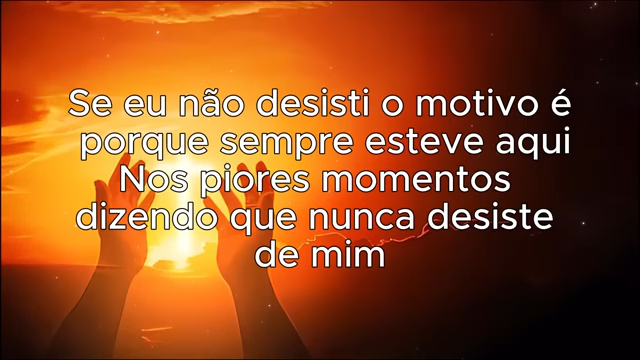 Se eu não desisti o motivo é
porque sempre esteve aqui
Nos piores momentos
dizendo que nunca desiste
de mim